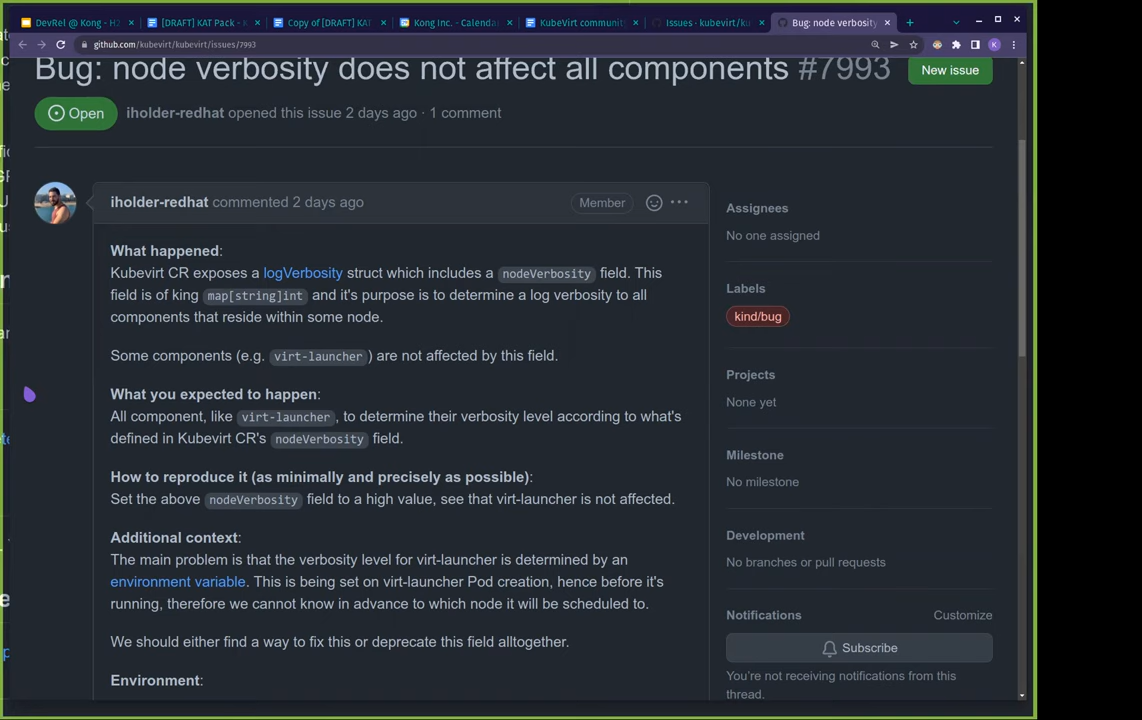 DevRel @ Kong - H2
[DRAFT] KAT Pack - K
Copy of [DRAFT] KAT
Kong Inc. - Calenda
KubeVirt communit
Issues · kubevirt/ku
Bug: node verbosity
github.com/kubevirt/kubevirt/issues/7993
Bug: node verbosity does not affect all components #7993
New issue
Open
iholder-redhat opened this issue 2 days ago · 1 comment
iholder-redhat commented 2 days ago
Member
What happened:
Kubevirt CR exposes a logVerbosity struct which includes a nodeVerbosity field. This
field is of king map[string]int and it's purpose is to determine a log verbosity to all
components that reside within some node.
Some components (e.g. virt-launcher) are not affected by this field.
What you expected to happen:
All component, like virt-launcher, to determine their verbosity level according to what's
defined in Kubevirt CR's nodeVerbosity field.
How to reproduce it (as minimally and precisely as possible):
Set the above nodeVerbosity field to a high value, see that virt-launcher is not affected.
Additional context:
The main problem is that the verbosity level for virt-launcher is determined by an
environment variable. This is being set on virt-launcher Pod creation, hence before it's
running, therefore we cannot know in advance to which node it will be scheduled to.
We should either find a way to fix this or deprecate this field alltogether.
Environment:
Assignees
No one assigned
Labels
kind/bug
Projects
None yet
Milestone
No milestone
Development
No branches or pull requests
Notifications
Customize
Subscribe
You're not receiving notifications from this
thread.